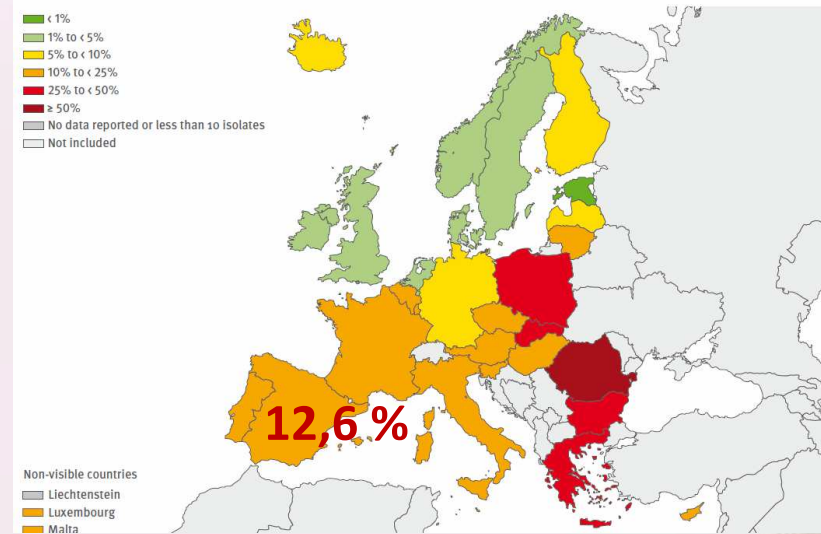 < 1%
1% to < 5%
5% to < 10%
10% to < 25%
25% to < 50%
≥ 50%
No data reported or less than 10 isolates
Not included
12,6 %
Non-visible countries
Liechtenstein
Luxembourg
Malta